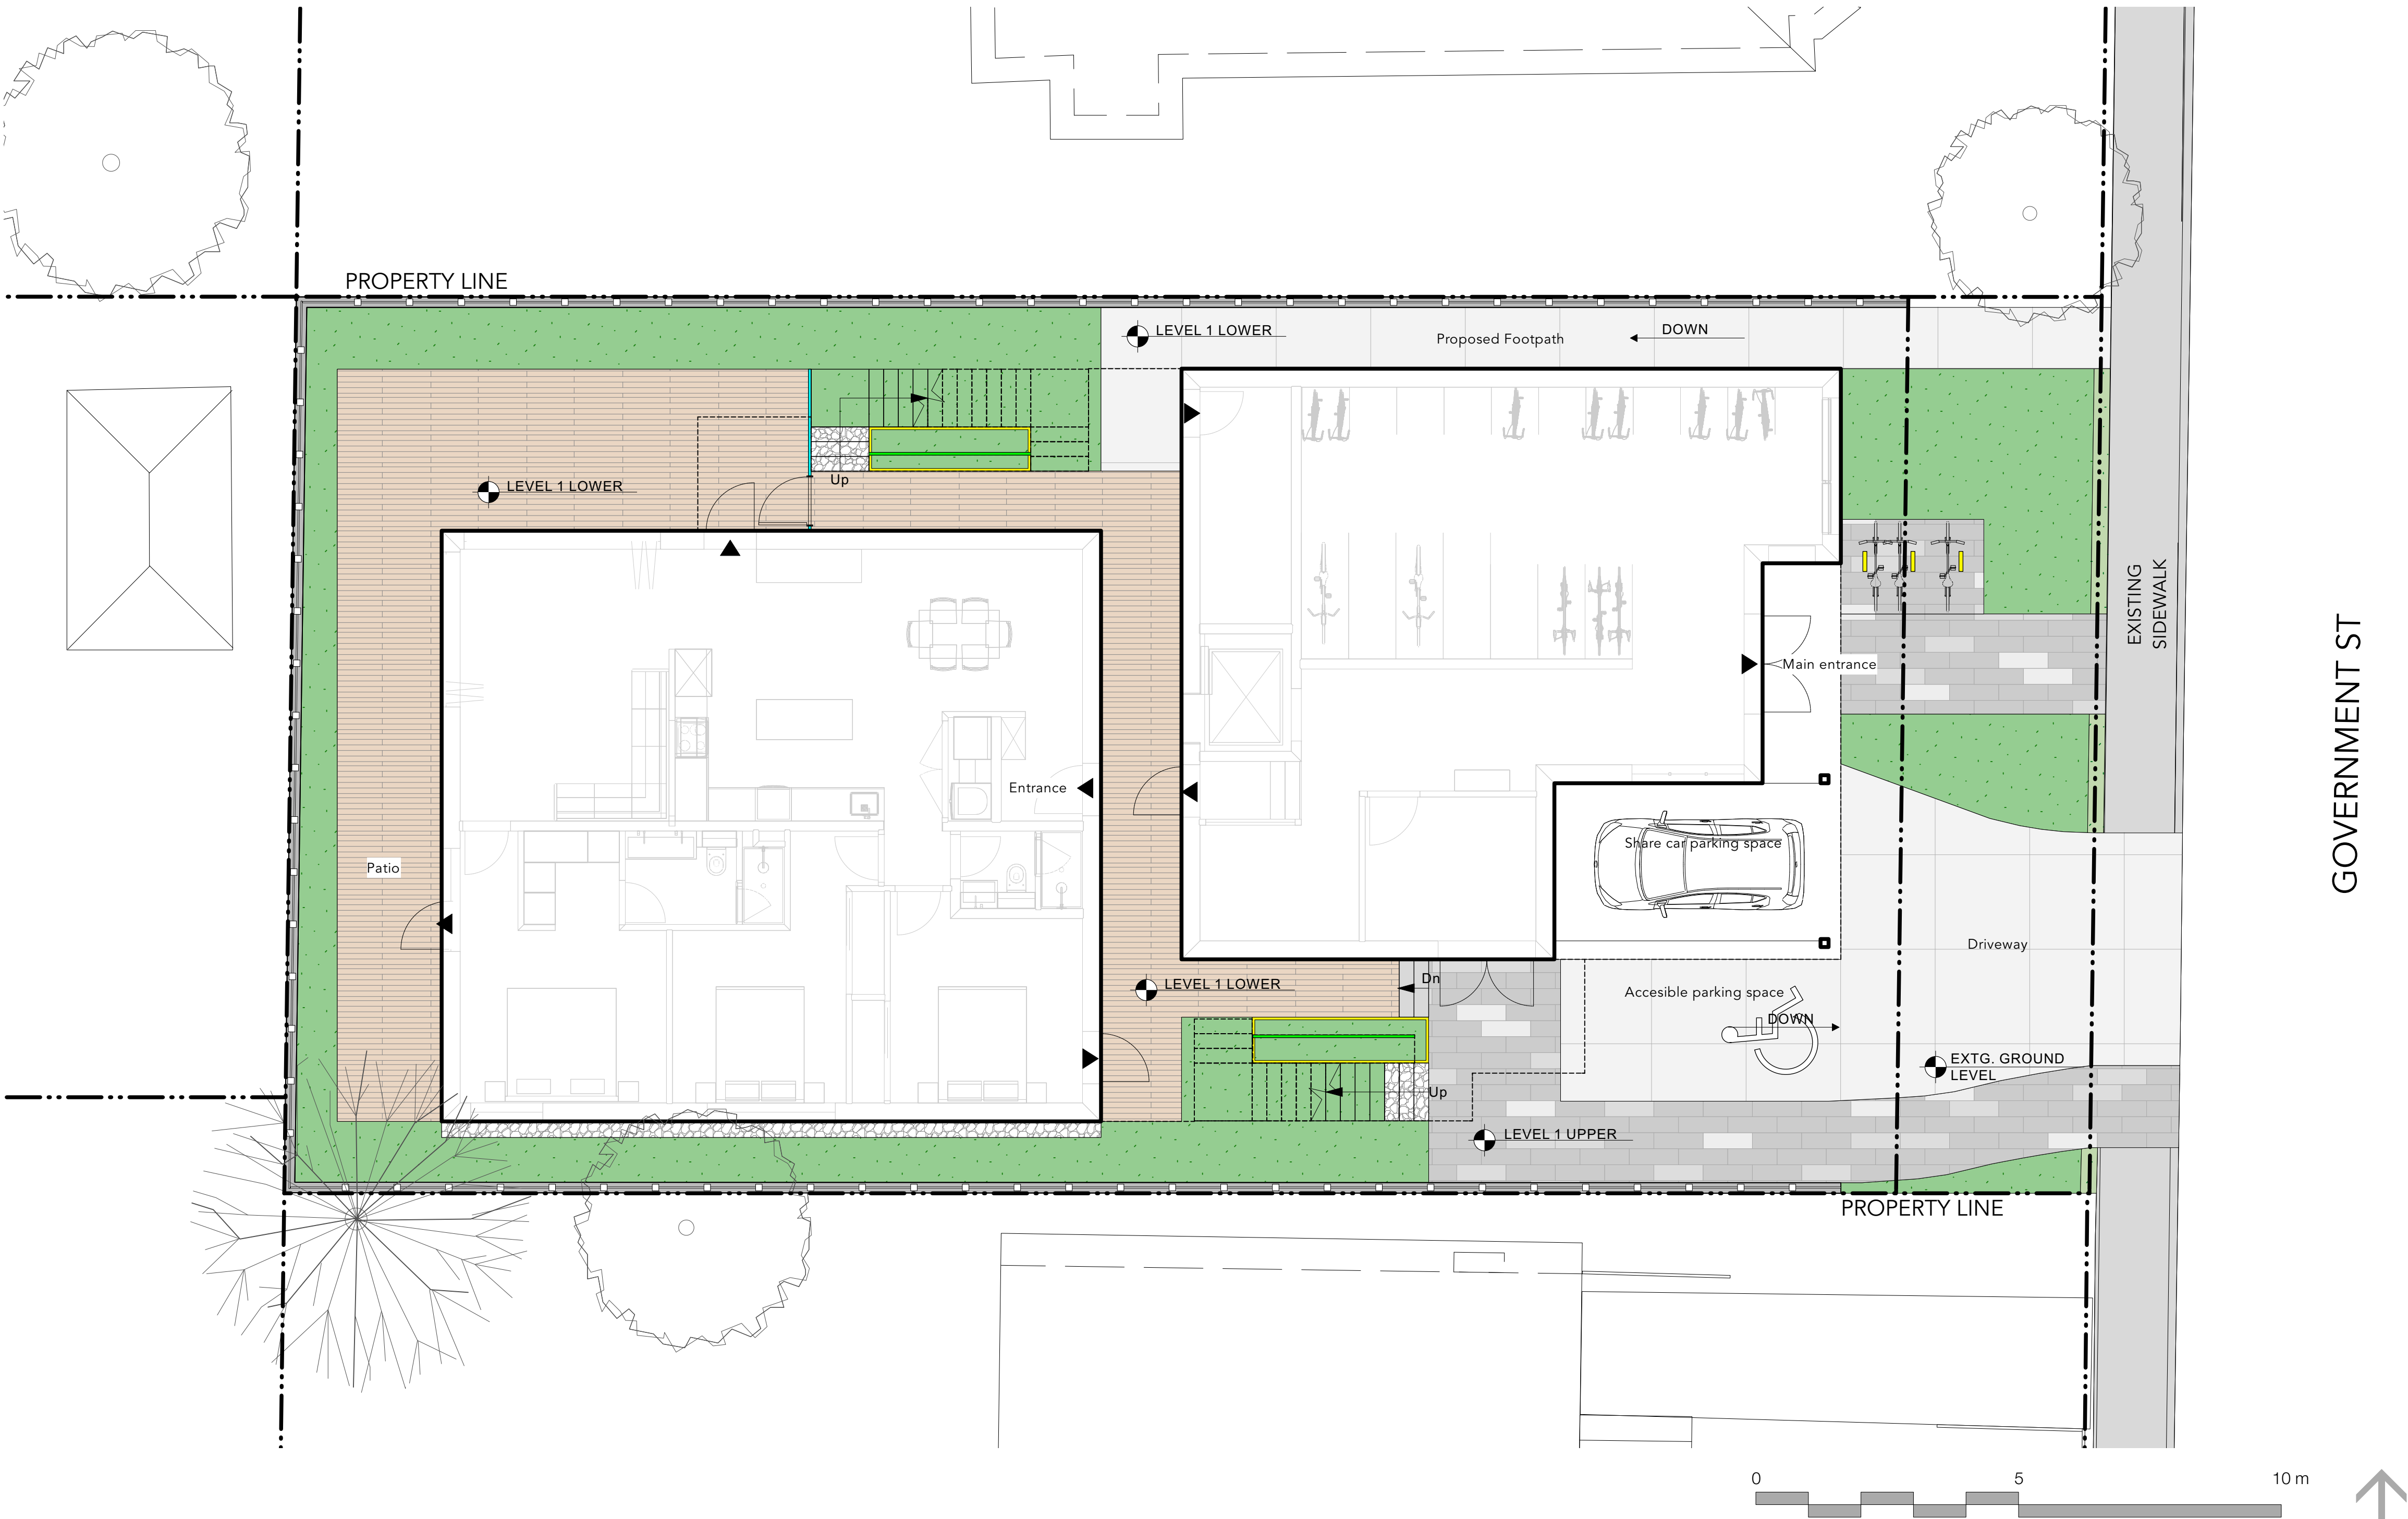 PROPERTY LINE
LEVEL 1 LOWER
Proposed Footpath
DOWN
LEVEL 1 LOWER
Up
EXISTING
SIDEWALK
GOVERNMENT ST
Main entrance
Entrance
Share car parking space
Patio
Driveway
LEVEL 1 LOWER
Dn
Accesible parking space
DOWN
EXTG. GROUND
LEVEL
Up
LEVEL 1 UPPER
PROPERTY LINE
0 5 10 m